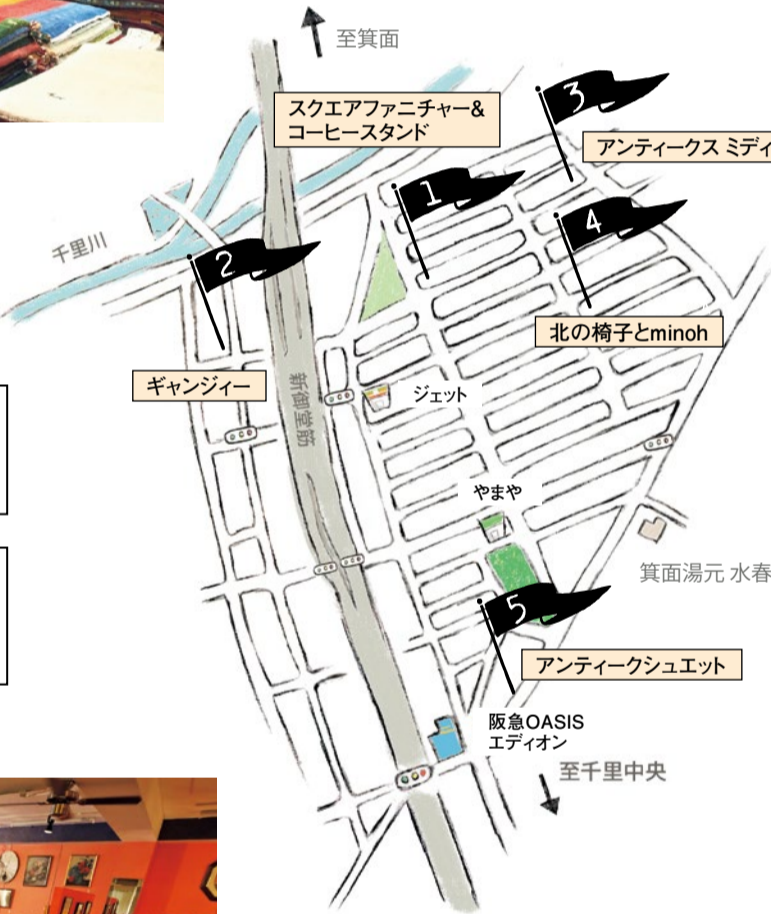 至箕面
スクエアファニチャー&
コーヒースタンド
3
アンティークス ミディ
1
4
千里川
2
北の椅子とminoh
ギャンジィー
新御堂筋
ジェット
やまや
箕面湯元 水春
5
アンティークシュエット
阪急OASIS
エディオン
至千里中央